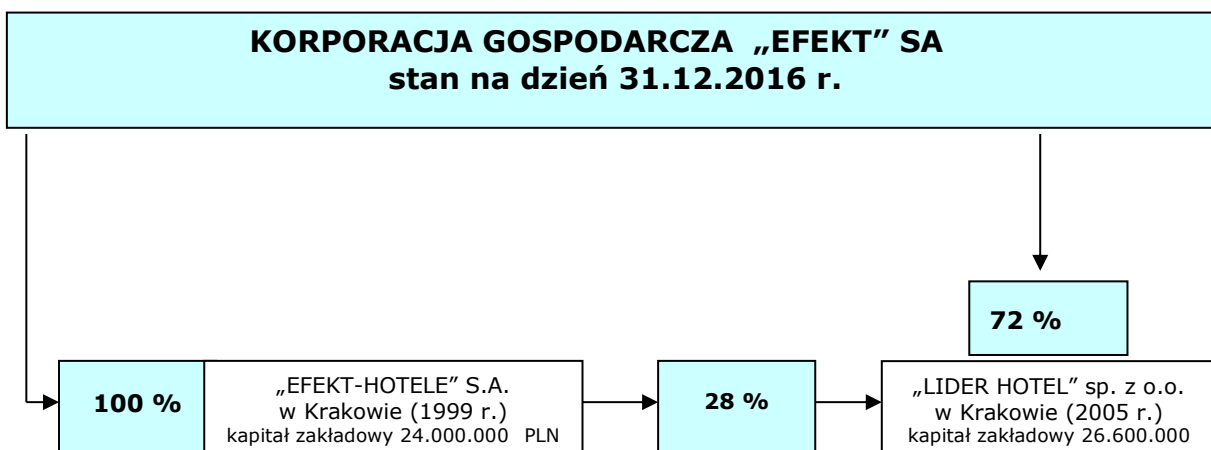 KORPORACJA GOSPODARCZA „EFEKT” SA
stan na dzień 31.12.2016 r.
72 %
100 %
„EFEKT-HOTELE” S.A.
w Krakowie (1999 r.)
kapitał zakładowy 24.000.000 PLN
28 %
„LIDER HOTEL” sp. z o.o.
w Krakowie (2005 r.)
kapitał zakładowy 26.600.000